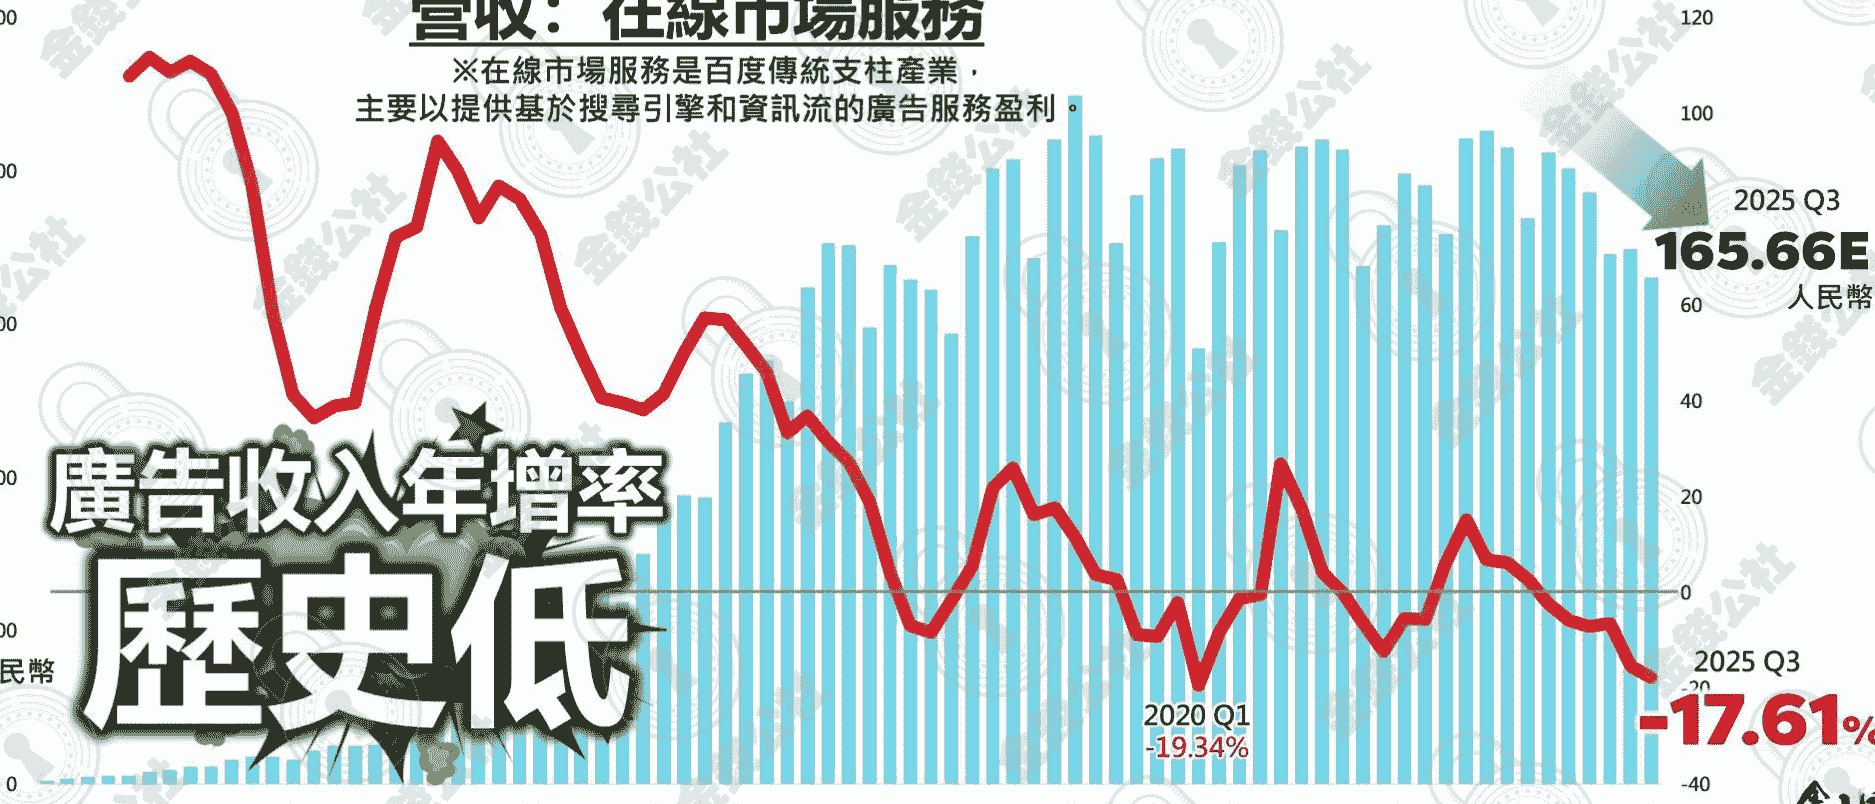 營收：在線市場服務
※在線市場服務是百度傳統支柱產業，
主要以提供基於搜尋引擎和資訊流的廣告服務盈利。
120
100
60
40
20
0
-20
-40
2025 Q3
165.66E
人民幣
廣告收入年增率
歷史低
民幣
0
2020 Q1
-19.34%
2025 Q3
-17.61%
金錢公社